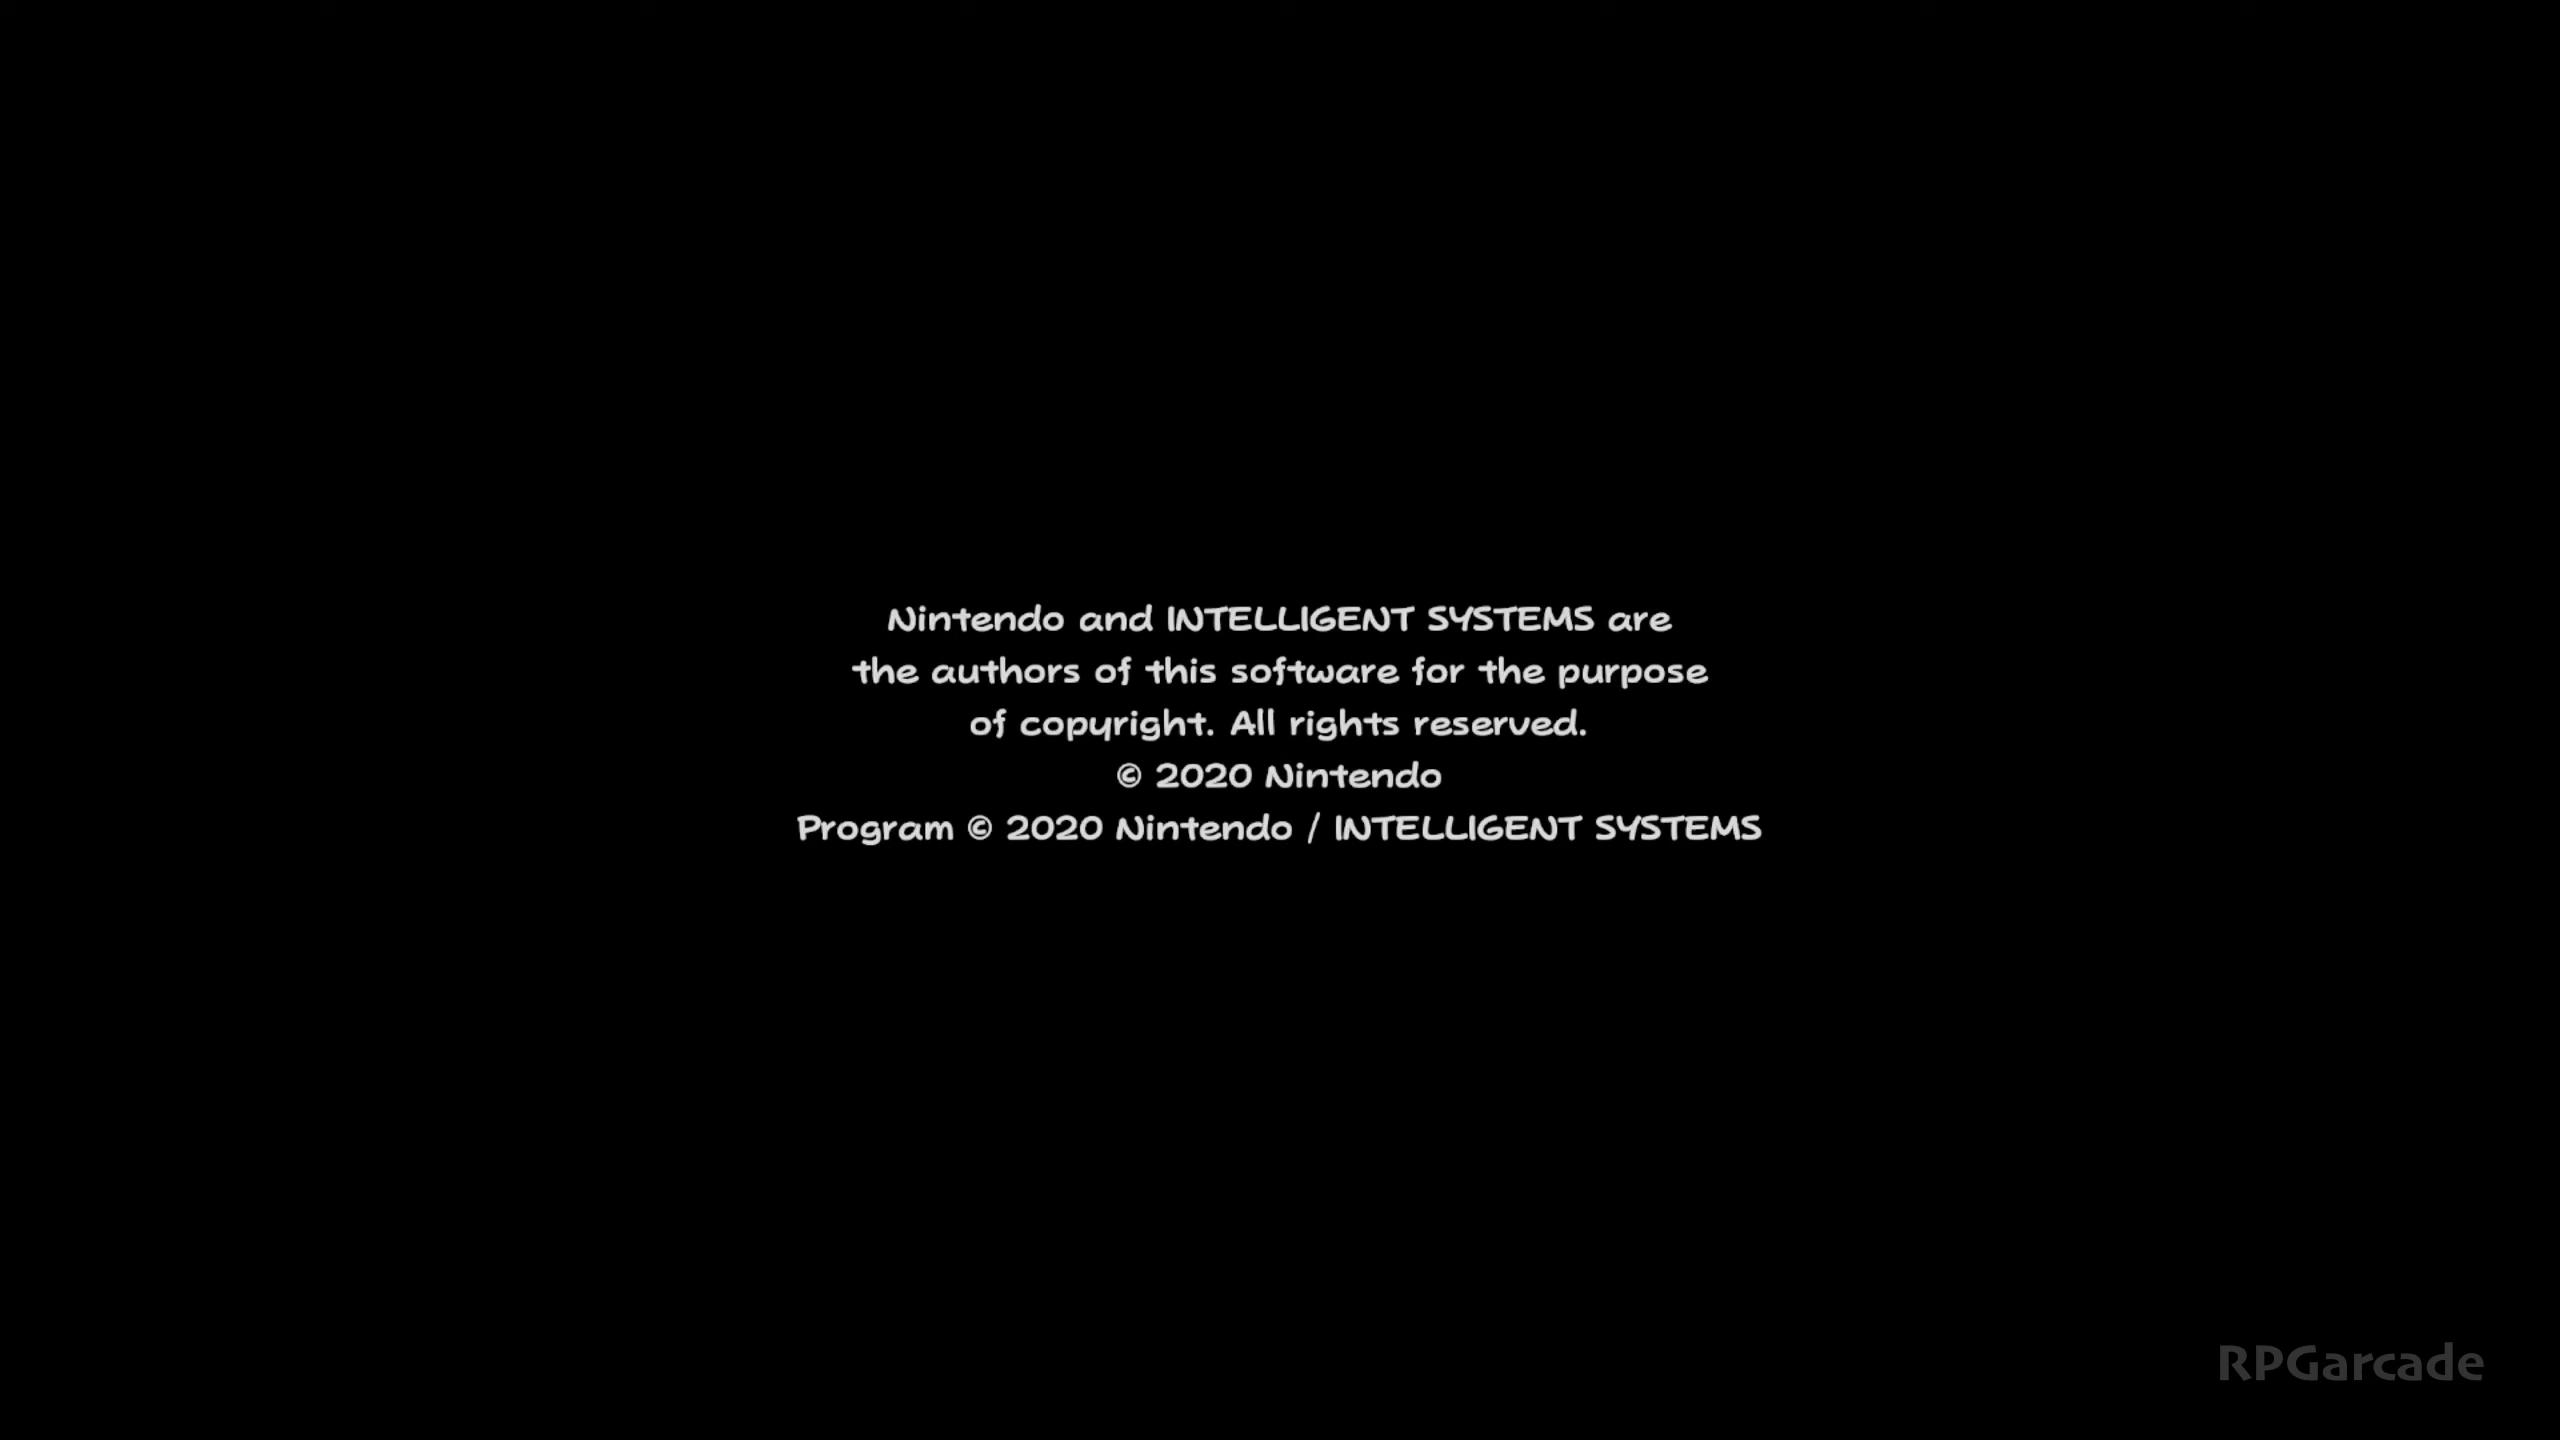 Nintendo and INTELLIGENT SYSTEMS are
the authors of this software for the purpose
of copyright. All rights reserved.
© 2020 Nintendo
Program © 2020 Nintendo / INTELLIGENT SYSTEMS
RPGarcade